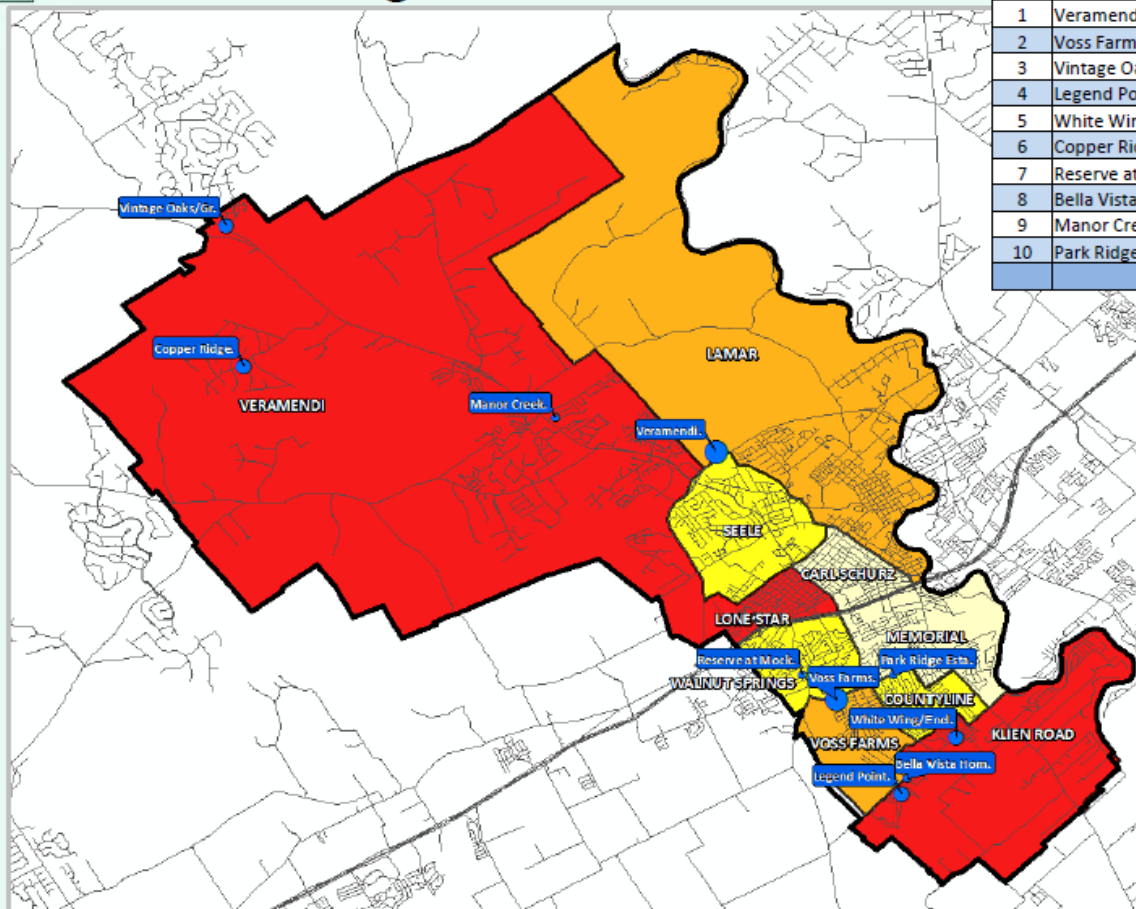 1 Veramend
2 Voss Farm
3 Vintage Oa
4 Legend Po
5 White Win
6 Copper Rid
7 Reserve at
8 Bella Vista
9 Manor Cre
10 Park Ridge
Vintage Oaks/Gr.
Copper Ridge.
LAMAR
VERAMENDI
Manor Creek.
Veramendi.
SEELE
CARL SCHURZ
LONE STAR
MEMORIAL
Reserve at Mock.
Park Ridge Esta.
WALNUT SPRINGS
Voss Farms.
COUNTYLINE
White Wing/End.
KLIEN ROAD
VOSS FARMS
Bella Vista Hom.
Legend Point.